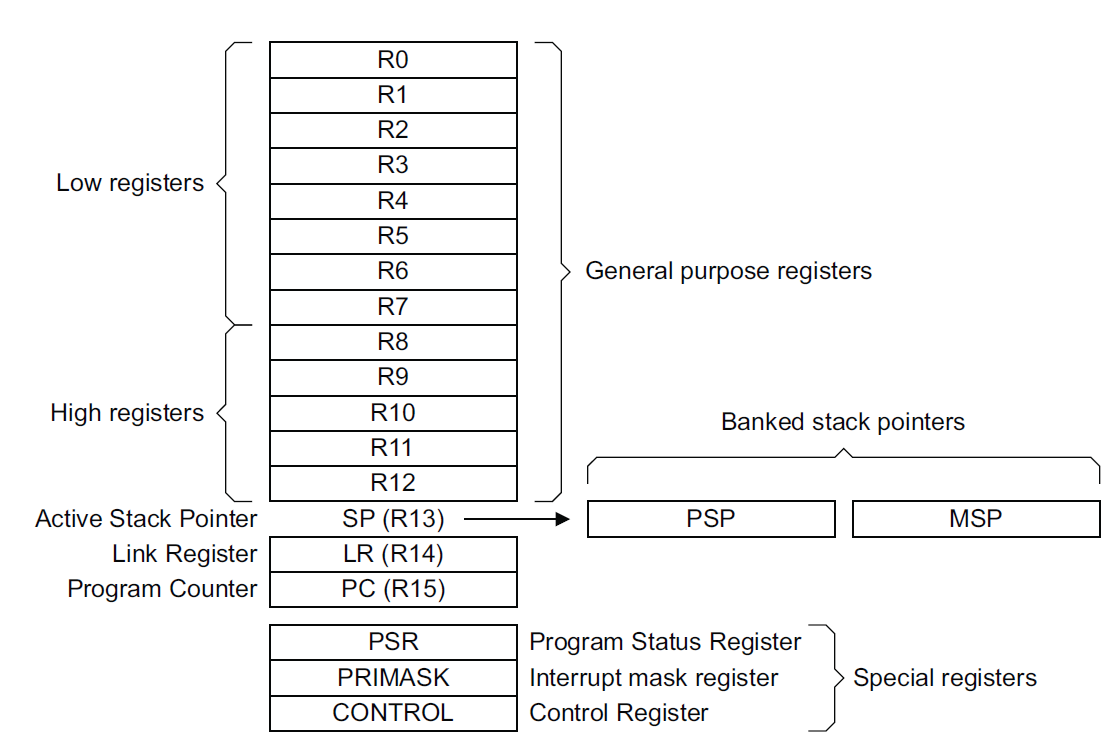 R0
R1
R2
R3
Low registers
R4
R5
R6
General purpose registers
R7
R8
R9
High registers
R10
Banked stack pointers
R11
R12
Active Stack Pointer SP (R13) PSP MSP
Link Register LR (R14)
Program Counter PC (R15)
PSR Program Status Register
PRIMASK Interrupt mask register Special registers
CONTROL Control Register